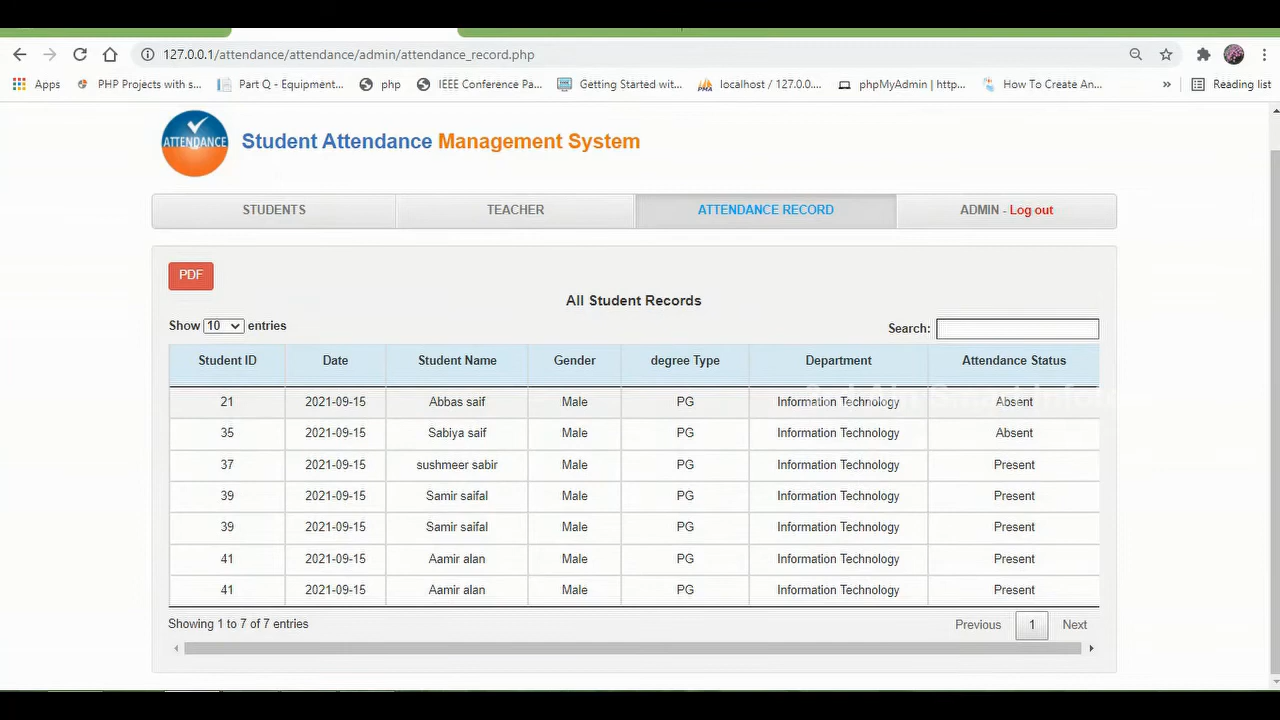 127.0.0.1/attendance/attendance/admin/attendance_record.php
Apps PHP Projects with s... Part Q - Equipment... php IEEE Conference Pa... Getting Started wit... localhost / 127.0.0.... phpMyAdmin | http... How To Create An... » Reading list
ATTENDANCE
Student Attendance Management System
STUDENTS TEACHER ATTENDANCE RECORD ADMIN - Log out
PDF
All Student Records
Show 10 entries Search:
Student ID Date Student Name Gender degree Type Department Attendance Status
21 2021-09-15 Abbas saif Male PG Information Technology Absent
35 2021-09-15 Sabiya saif Male PG Information Technology Absent
37 2021-09-15 sushmeer sabir Male PG Information Technology Present
39 2021-09-15 Samir saifal Male PG Information Technology Present
39 2021-09-15 Samir saifal Male PG Information Technology Present
41 2021-09-15 Aamir alan Male PG Information Technology Present
41 2021-09-15 Aamir alan Male PG Information Technology Present
Showing 1 to 7 of 7 entries Previous 1 Next